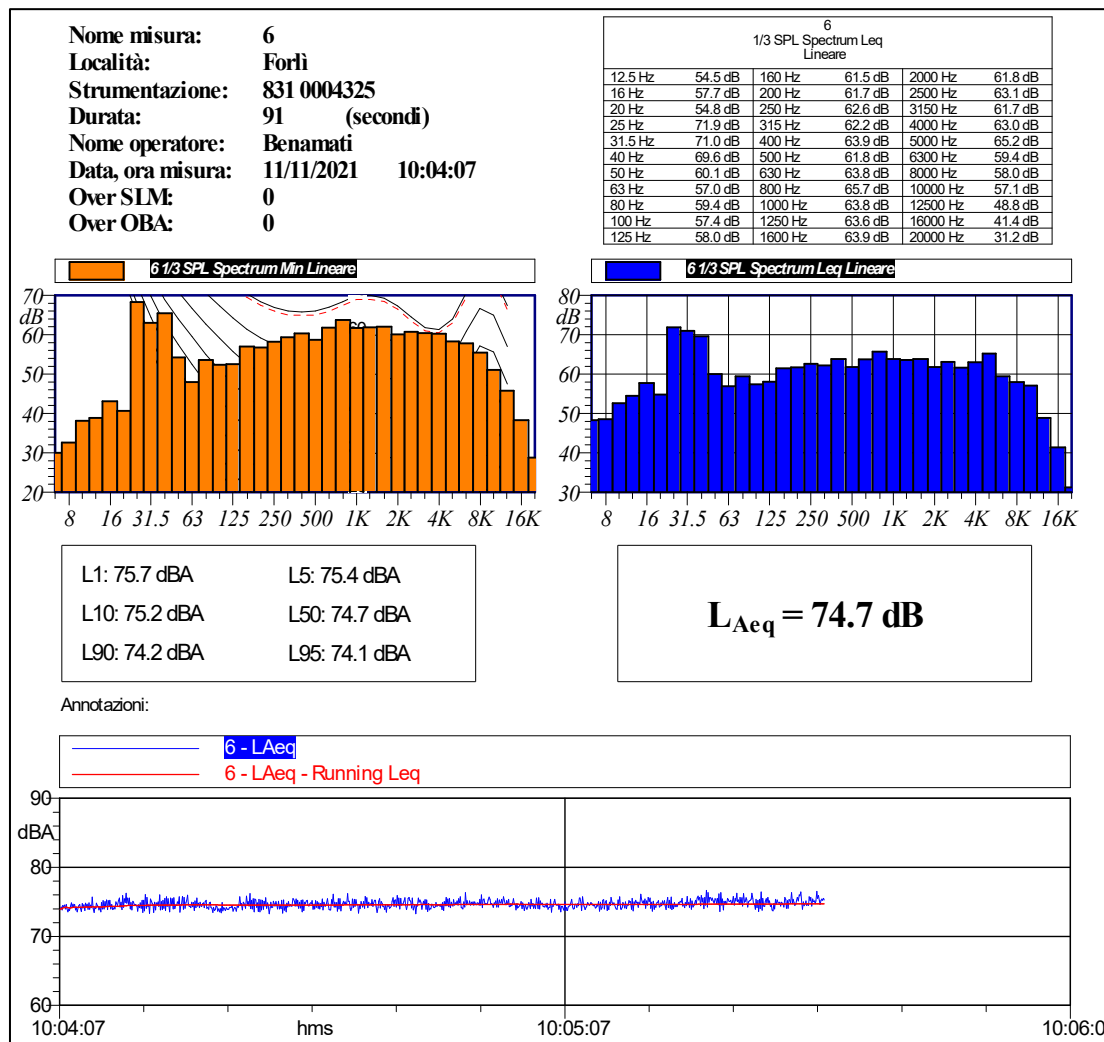 Nome misura: 6
Località: Forlì
Strumentazione: 831 0004325
Durata: 91 (secondi)
Nome operatore: Benamati
Data, ora misura: 11/11/2021 10:04:07
Over SLM: 0
Over OBA: 0
6
1/3 SPL Spectrum Leq
Lineare
12.5 Hz 54.5 dB 160 Hz 61.5 dB 2000 Hz 61.8 dB
16 Hz 57.7 dB 200 Hz 61.7 dB 2500 Hz 63.1 dB
20 Hz 54.8 dB 250 Hz 62.6 dB 3150 Hz 61.7 dB
25 Hz 71.9 dB 315 Hz 62.2 dB 4000 Hz 63.0 dB
31.5 Hz 71.0 dB 400 Hz 63.9 dB 5000 Hz 65.2 dB
40 Hz 69.6 dB 500 Hz 61.8 dB 6300 Hz 59.4 dB
50 Hz 60.1 dB 630 Hz 63.8 dB 8000 Hz 58.0 dB
63 Hz 57.0 dB 800 Hz 65.7 dB 10000 Hz 57.1 dB
80 Hz 59.4 dB 1000 Hz 63.8 dB 12500 Hz 48.8 dB
100 Hz 57.4 dB 1250 Hz 63.6 dB 16000 Hz 41.4 dB
125 Hz 58.0 dB 1600 Hz 63.9 dB 20000 Hz 31.2 dB
6 1/3 SPL Spectrum Min Lineare
70
dB
60
50
40
30
20
8 16 31.5 63 125 250 500 1K 2K 4K 8K 16K
6 1/3 SPL Spectrum Leq Lineare
80
dB
70
60
50
40
30
8 16 31.5 63 125 250 500 1K 2K 4K 8K 16K
L1: 75.7 dBA L5: 75.4 dBA
L10: 75.2 dBA L50: 74.7 dBA
L90: 74.2 dBA L95: 74.1 dBA
LAeq = 74.7 dB
Annotazioni:
6 - LAeq
6 - LAeq - Running Leq
90
dBA
80
70
60
10:04:07 hms 10:05:07 10:06:0